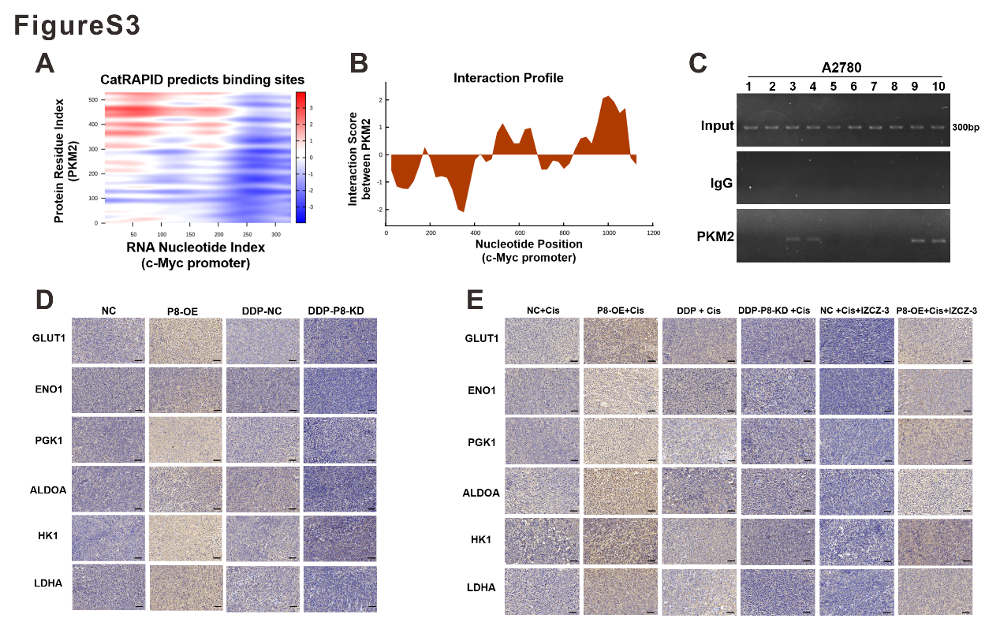 FigureS3
A
CatRAPID predicts binding sites
Protein Residue Index
(PKM2)
500
400
300
200
100
0
50
100
150
200
250
300
3
2
1
0
-1
-2
-3
RNA Nucleotide Index
(c-Myc promoter)
B
Interaction Profile
Interaction Score
between PKM2
2
1
0
-1
-2
0
200
400
600
800
1000
1200
Nucleotide Position
(c-Myc promoter)
C
A2780
1 2 3 4 5 6 7 8 9 10
Input
300bp
IgG
PKM2
D
NC P8-OE DDP-NC DDP-P8-KD
GLUT1
ENO1
PGK1
ALDOA
HK1
LDHA
E
NC+Cis P8-OE+Cis DDP + Cis DDP-P8-KD +Cis NC +Cis+IZCZ-3 P8-OE+Cis+IZCZ-3
GLUT1
ENO1
PGK1
ALDOA
HK1
LDHA